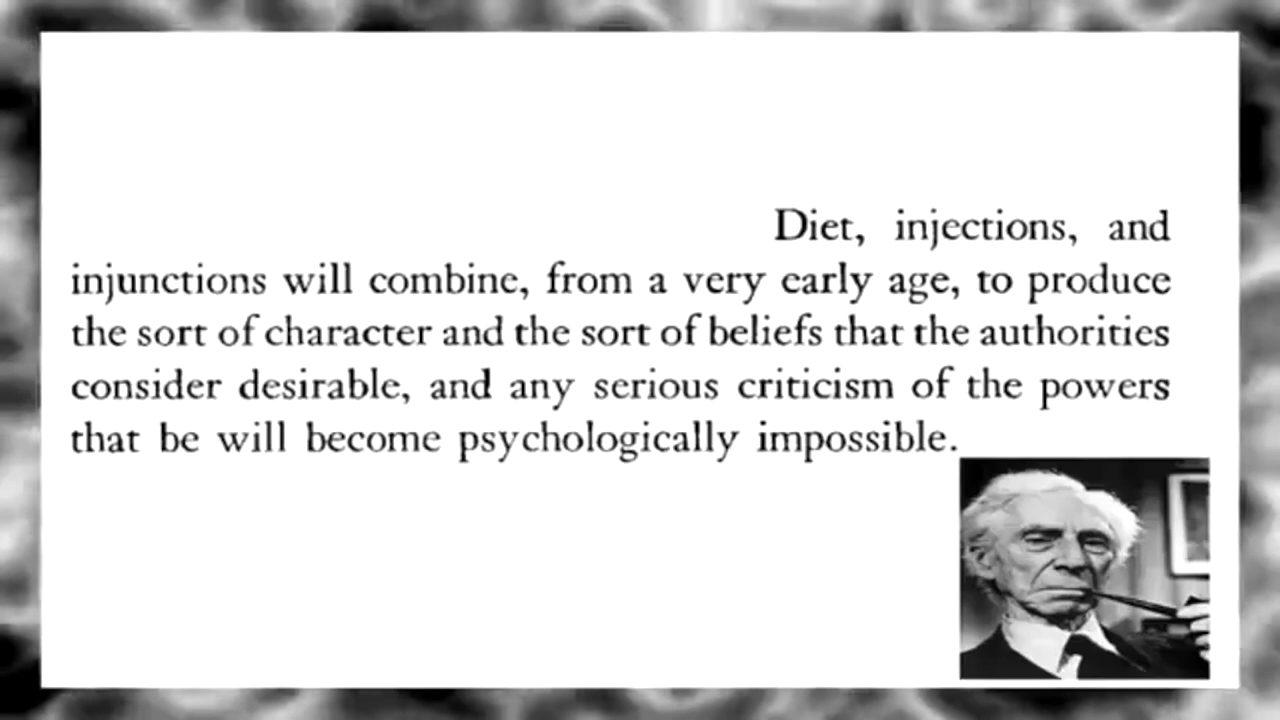 Diet, injections, and
injunctions will combine, from a very early age, to produce
the sort of character and the sort of beliefs that the authorities
consider desirable, and any serious criticism of the powers
that be will become psychologically impossible.